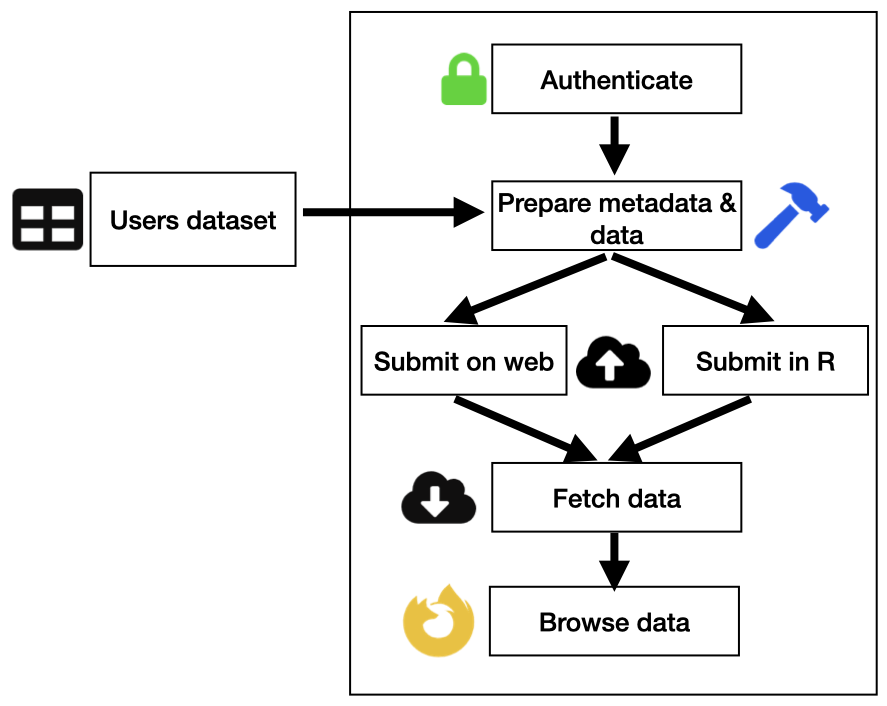 Authenticate
Users dataset
Prepare metadata &
data
Submit on web
Submit in R
Fetch data
Browse data